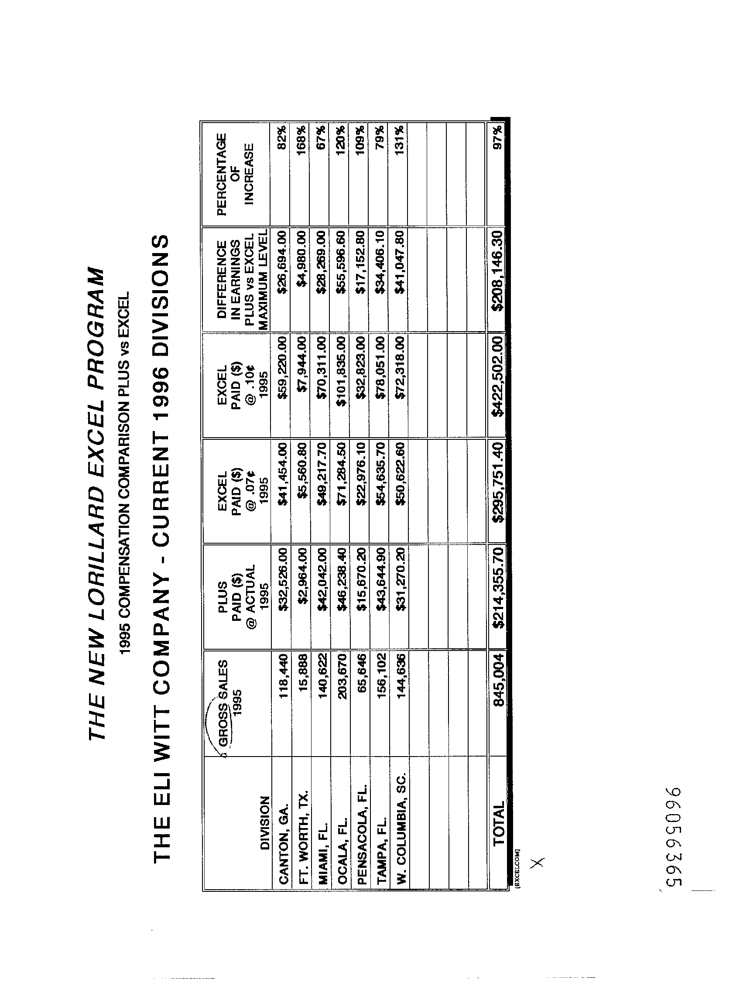 THE NEW LORILLARD EXCEL PROGRAM
1995 COMPENSATION COMPARISON PLUS vs EXCEL
THE ELI WITT COMPANY - CURRENT 1996 DIVISIONS
DIVISION | GROSS SALES 1995 | PLUS PAID ($) @ ACTUAL 1995 | EXCEL PAID ($) @ .07¢ 1995 | EXCEL PAID ($) @ .10¢ 1995 | DIFFERENCE IN EARNINGS PLUS vs EXCEL MAXIMUM LEVEL | PERCENTAGE OF INCREASE
CANTON, GA. 118,440 $32,526.00 $41,454.00 $59,220.00 $26,694.00 82%
FT. WORTH, TX. 15,888 $2,964.00 $5,560.80 $7,944.00 $4,980.00 168%
MIAMI, FL. 140,622 $42,042.00 $49,217.70 $70,311.00 $28,269.00 67%
OCALA, FL. 203,670 $46,238.40 $71,284.50 $101,835.00 $55,596.60 120%
PENSACOLA, FL. 65,646 $15,670.20 $22,976.10 $32,823.00 $17,152.80 109%
TAMPA, FL. 156,102 $43,644.90 $54,635.70 $78,051.00 $34,406.10 79%
W. COLUMBIA, SC. 144,636 $31,270.20 $50,622.60 $72,318.00 $41,047.80 131%
TOTAL 845,004 $214,355.70 $295,751.40 $422,502.00 $208,146.30 97%
[EXCELCOM]
X
96056365